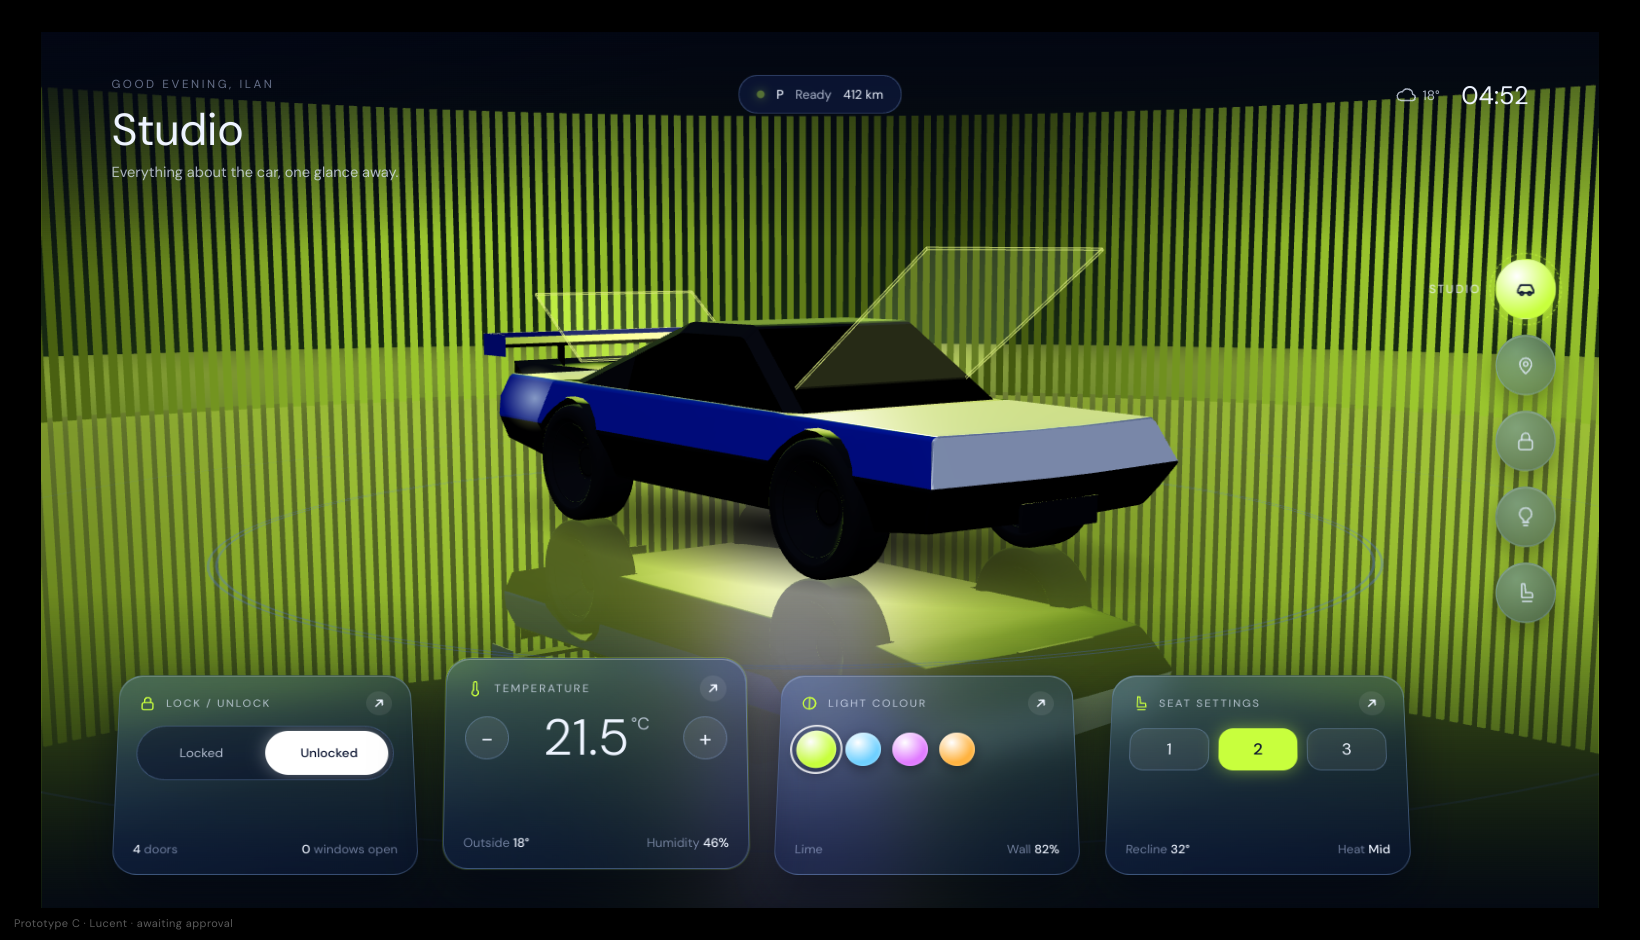 GOOD EVENING, ILAN
Studio
Everything about the car, one glance away.
P Ready 412 km
18° 04:52
STUDIO
LOCK / UNLOCK
Locked Unlocked
4 doors 0 windows open
TEMPERATURE
− 21.5 °C +
Outside 18° Humidity 46%
LIGHT COLOUR
Lime Wall 82%
SEAT SETTINGS
1 2 3
Recline 32° Heat Mid
Prototype C · Lucent · awaiting approval